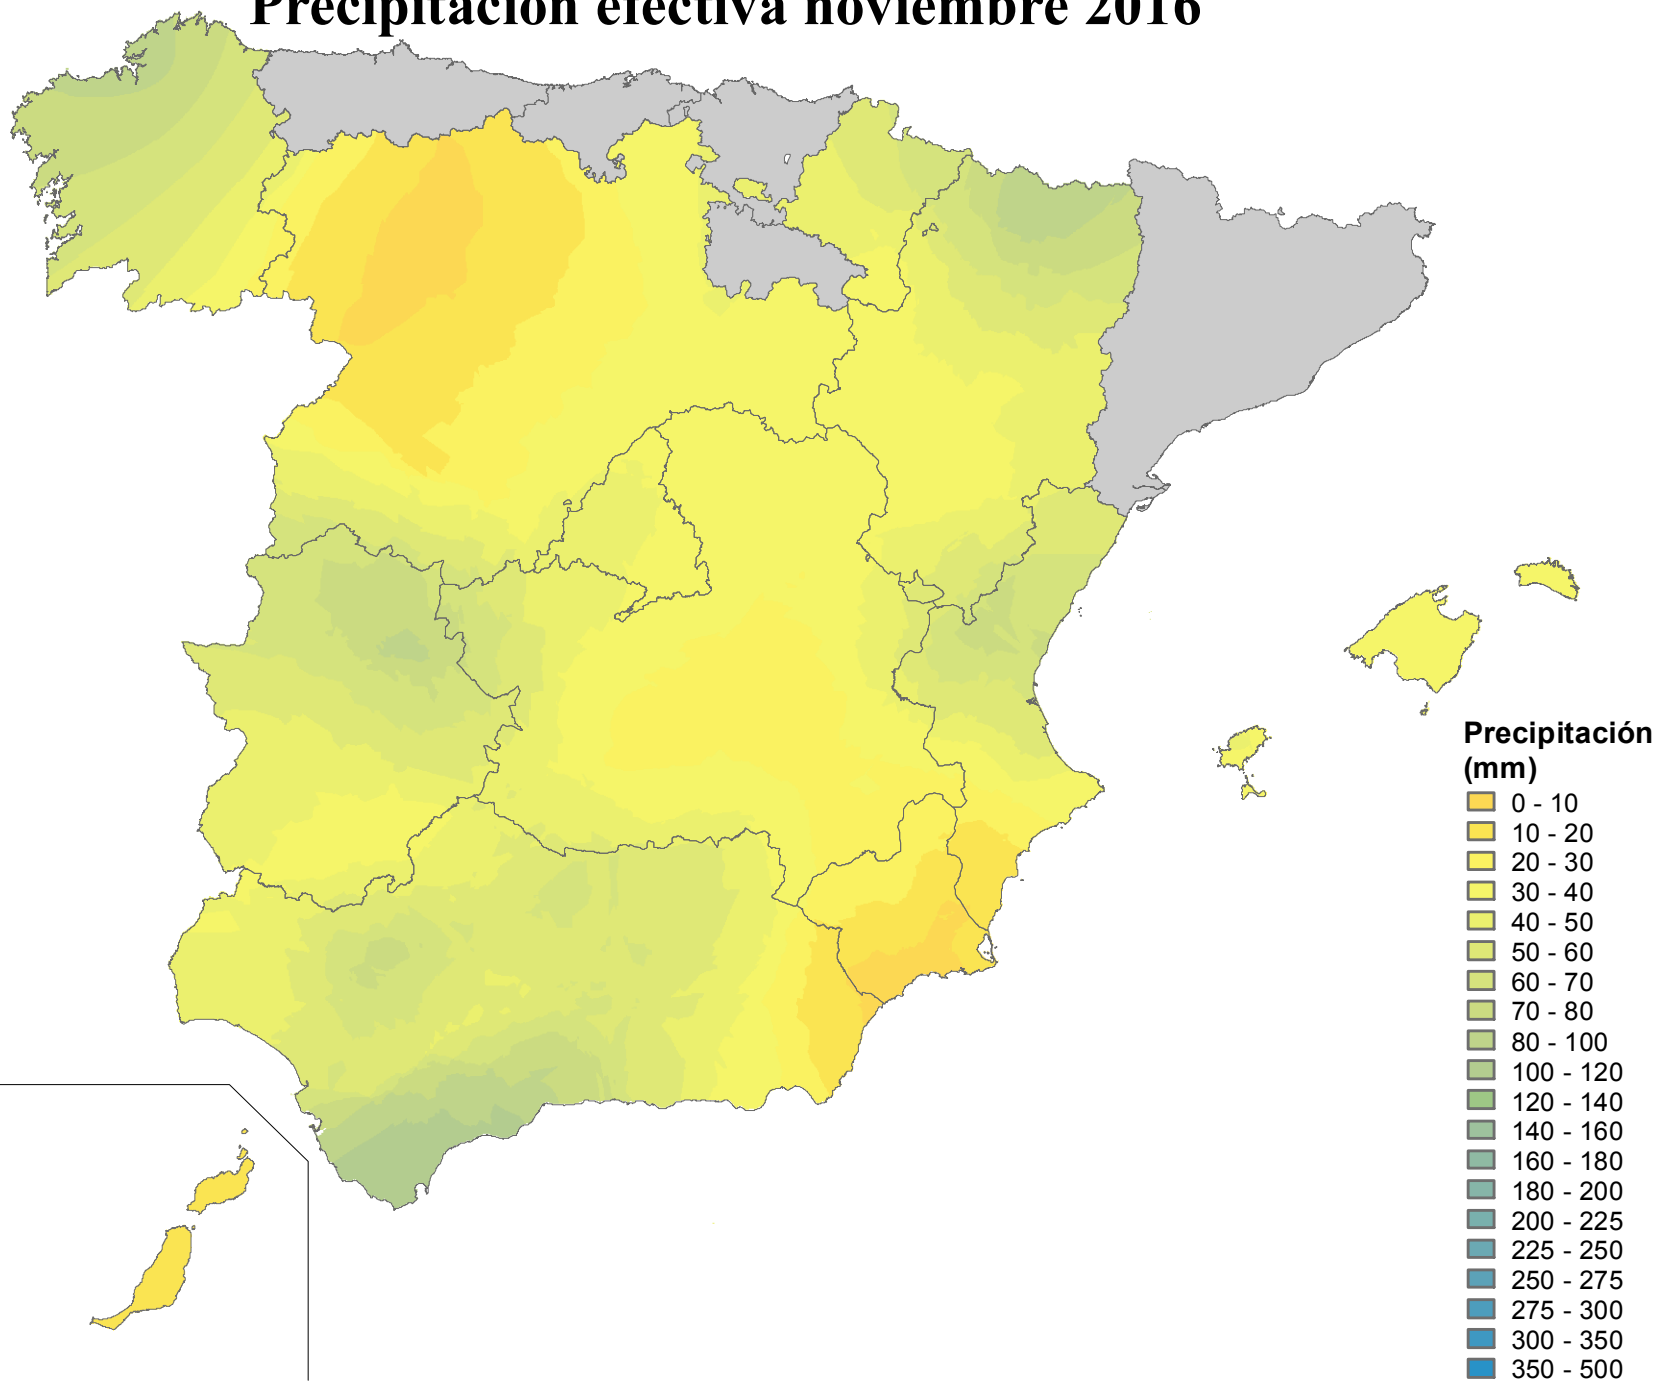 Precipitación efectiva noviembre 2016
Precipitación
(mm)
0 - 10
10 - 20
20 - 30
30 - 40
40 - 50
50 - 60
60 - 70
70 - 80
80 - 100
100 - 120
120 - 140
140 - 160
160 - 180
180 - 200
200 - 225
225 - 250
250 - 275
275 - 300
300 - 350
350 - 500